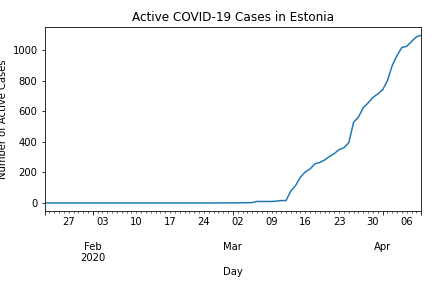 Active COVID-19 Cases in Estonia
Number of Active Cases
1000
800
600
400
200
0
27 03 10 17 24 02 09 16 23 30 06
Feb Mar Apr
2020
Day